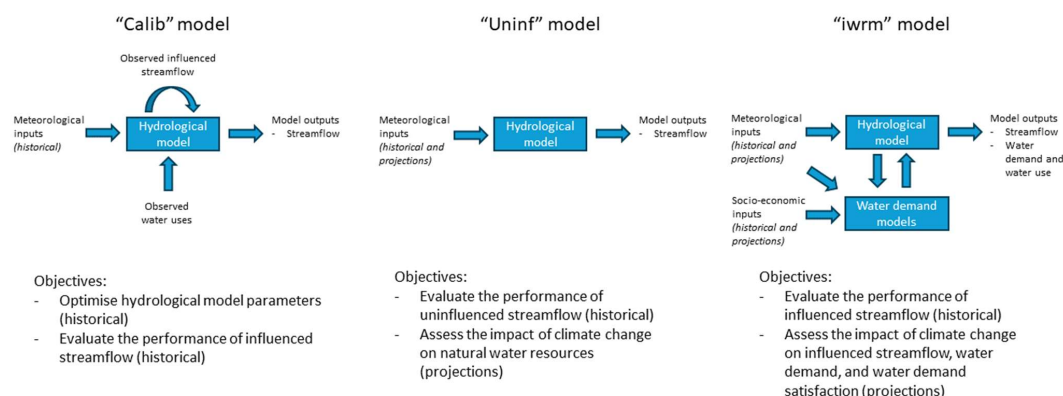 “Calib” model
Observed influenced
streamflow
Meteorological
inputs
(historical)
Hydrological
model
Model outputs
- Streamflow
Observed
water uses
Objectives:
- Optimise hydrological model parameters
(historical)
- Evaluate the performance of influenced
streamflow (historical)
“Uninf” model
Meteorological
inputs
(historical and
projections)
Hydrological
model
Model outputs
- Streamflow
Objectives:
- Evaluate the performance of
uninfluenced streamflow (historical)
- Assess the impact of climate change
on natural water resources
(projections)
“iwrm” model
Meteorological
inputs
(historical and
projections)
Hydrological
model
Model outputs
- Streamflow
- Water
demand and
water use
Socio-economic
inputs
(historical and
projections)
Water demand
models
Objectives:
- Evaluate the performance of
influenced streamflow (historical)
- Assess the impact of climate change
on influenced streamflow, water
demand, and water demand
satisfaction (projections)